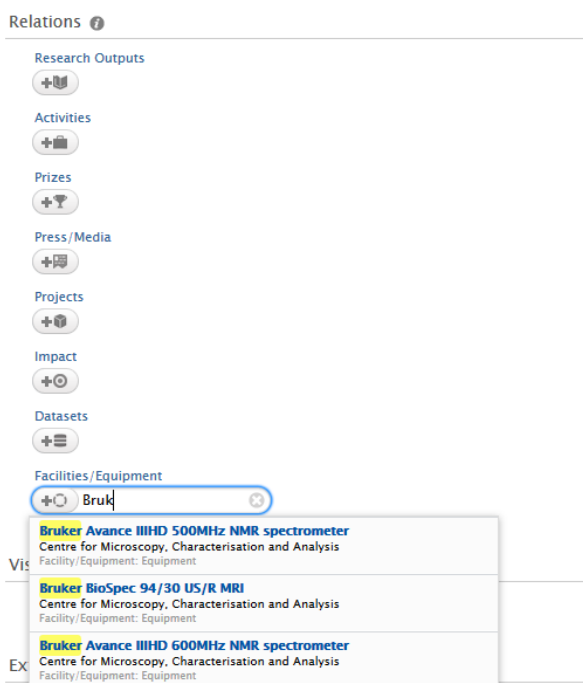 Relations
Research Outputs
Activities
Prizes
Press/Media
Projects
Impact
Datasets
Facilities/Equipment
Bruk
Bruker Avance IIIHD 500MHz NMR spectrometer
Centre for Microscopy, Characterisation and Analysis
Facility/Equipment: Equipment
Vis
Bruker BioSpec 94/30 US/R MRI
Centre for Microscopy, Characterisation and Analysis
Facility/Equipment: Equipment
Bruker Avance IIIHD 600MHz NMR spectrometer
Centre for Microscopy, Characterisation and Analysis
Ex
Facility/Equipment: Equipment